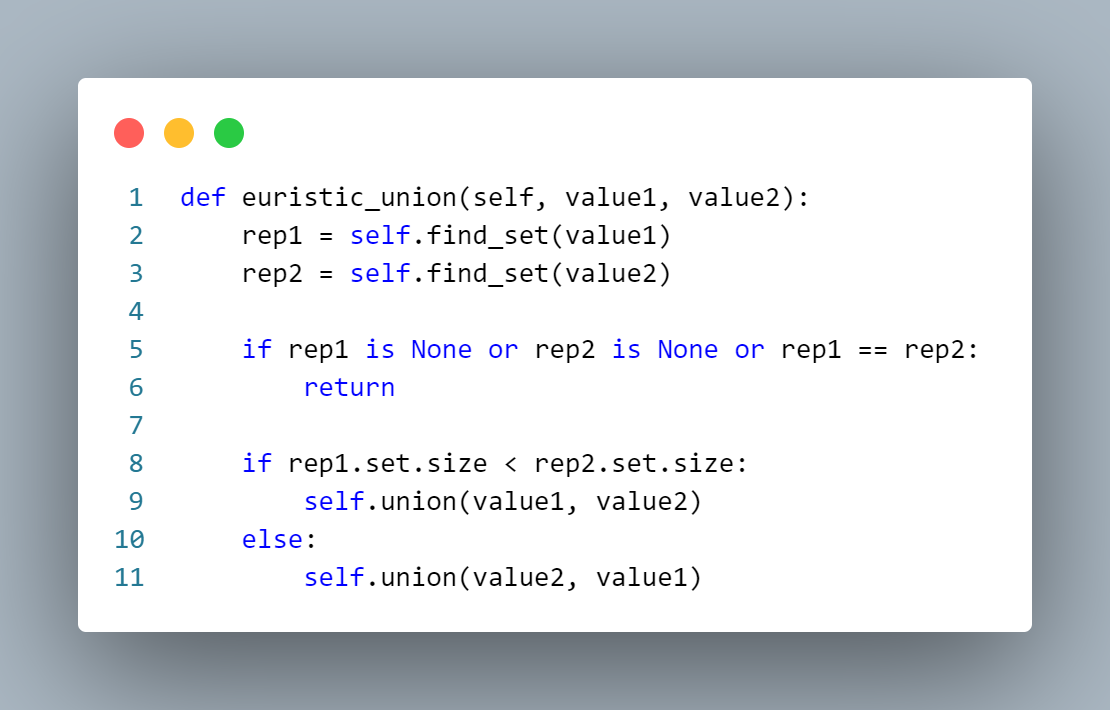 1 def euristic_union(self, value1, value2):
2     rep1 = self.find_set(value1)
3     rep2 = self.find_set(value2)
4
5     if rep1 is None or rep2 is None or rep1 == rep2:
6         return
7
8     if rep1.set.size < rep2.set.size:
9         self.union(value1, value2)
10     else:
11         self.union(value2, value1)